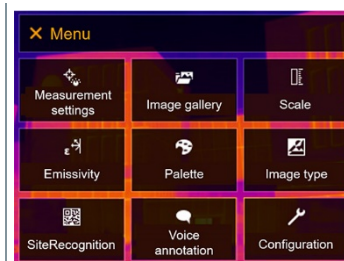 × Menu
Measurement
settings
Image gallery
Scale
ε
Emissivity
Palette
Image type
SiteRecognition
Voice
annotation
Configuration